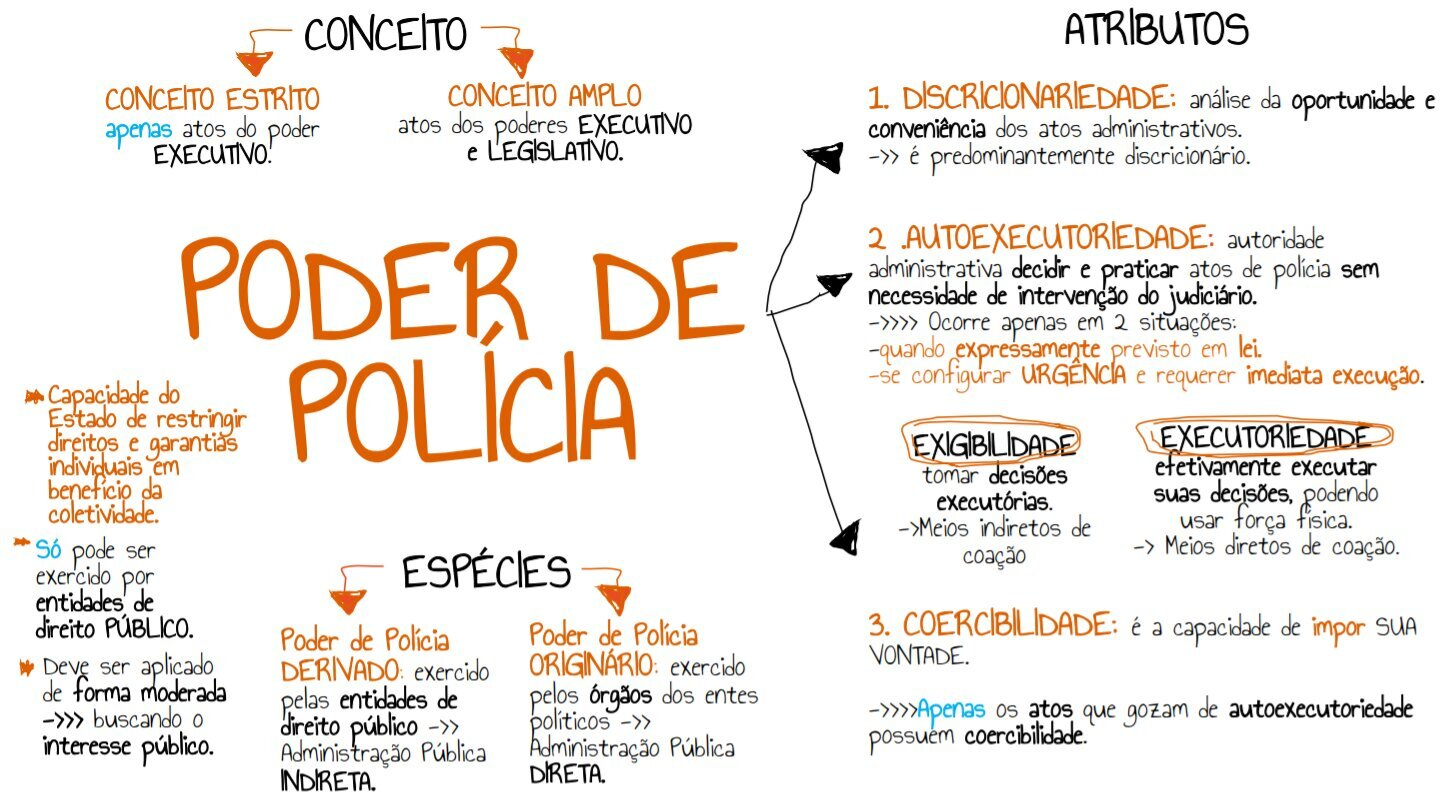 CONCEITO
CONCEITO ESTRITO
apenas atos do poder
EXECUTIVO.
CONCEITO AMPLO
atos dos poderes EXECUTIVO
e LEGISLATIVO.
PODER DE
POLÍCIA
Capacidade do
Estado de restringir
direitos e garantias
individuais em
benefício da
coletividade.
Só pode ser
exercido por
entidades de
direito PÚBLICO.
Deve ser aplicado
de forma moderada
->>> buscando o
interesse público.
ESPÉCIES
Poder de Polícia
DERIVADO: exercido
pelas entidades de
direito público ->>
Administração Pública
INDIRETA.
Poder de Polícia
ORIGINÁRIO: exercido
pelos órgãos dos entes
políticos ->>
Administração Pública
DIRETA.
ATRIBUTOS
1. DISCRICIONARIEDADE: análise da oportunidade e
conveniência dos atos administrativos.
->> é predominantemente discricionário.
2 .AUTOEXECUTORIEDADE: autoridade
administrativa decidir e praticar atos de polícia sem
necessidade de intervenção do judiciário.
->>>> Ocorre apenas em 2 situações:
-quando expressamente previsto em lei.
-se configurar URGÊNCIA e requerer imediata execução.
EXIGIBILIDADE
tomar decisões
executórias.
->Meios indiretos de
coação
EXECUTORIEDADE
efetivamente executar
suas decisões, podendo
usar força física.
-> Meios diretos de coação.
3. COERCIBILIDADE: é a capacidade de impor SUA
VONTADE.
->>>>Apenas os atos que gozam de autoexecutoriedade
possuem coercibilidade.